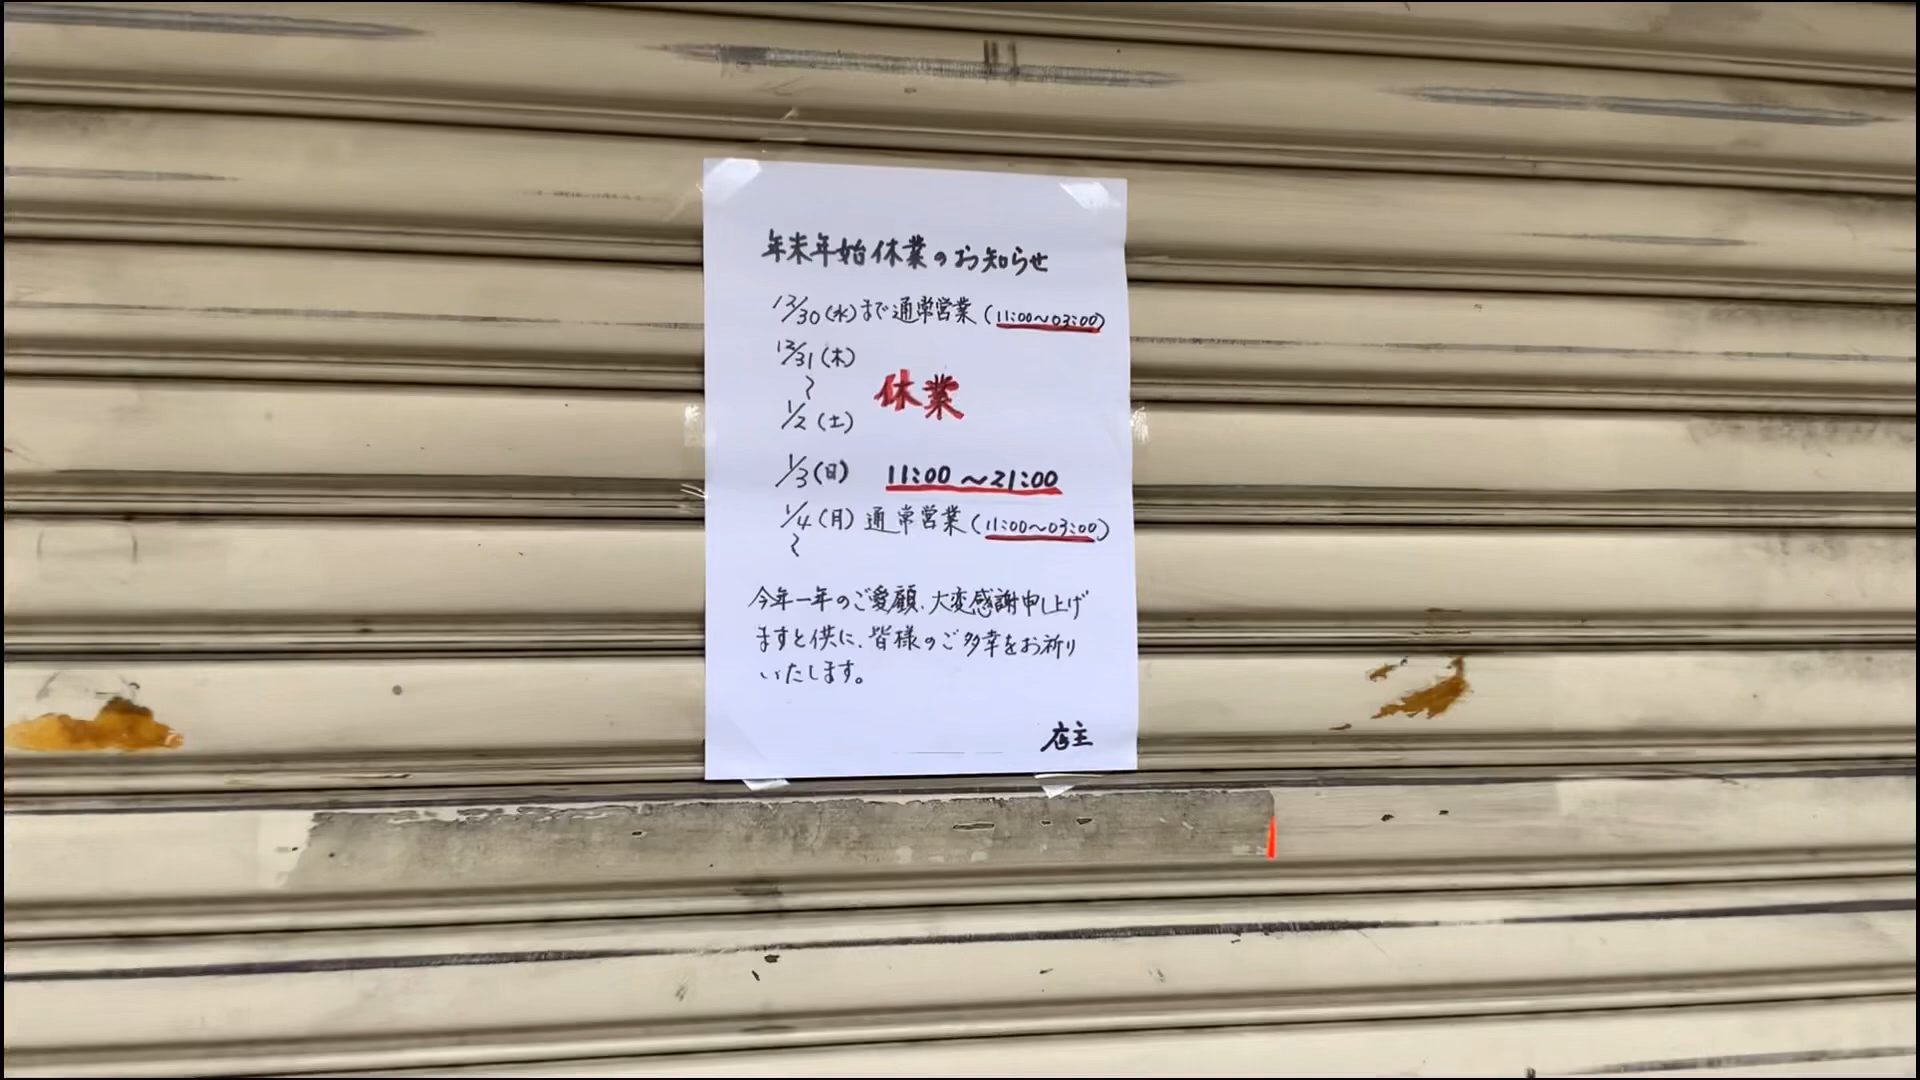 年末年始休業のお知らせ
12/30(水)まで通常営業(11:00〜03:00)
12/31(木)
〜
休業
1/2(土)
1/3(日) 11:00〜21:00
1/4(月)通常営業(11:00〜03:00)
〜
今年一年のご愛顧、大変感謝申し上げ
ますと供に、皆様のご多幸をお祈り
いたします。
店主